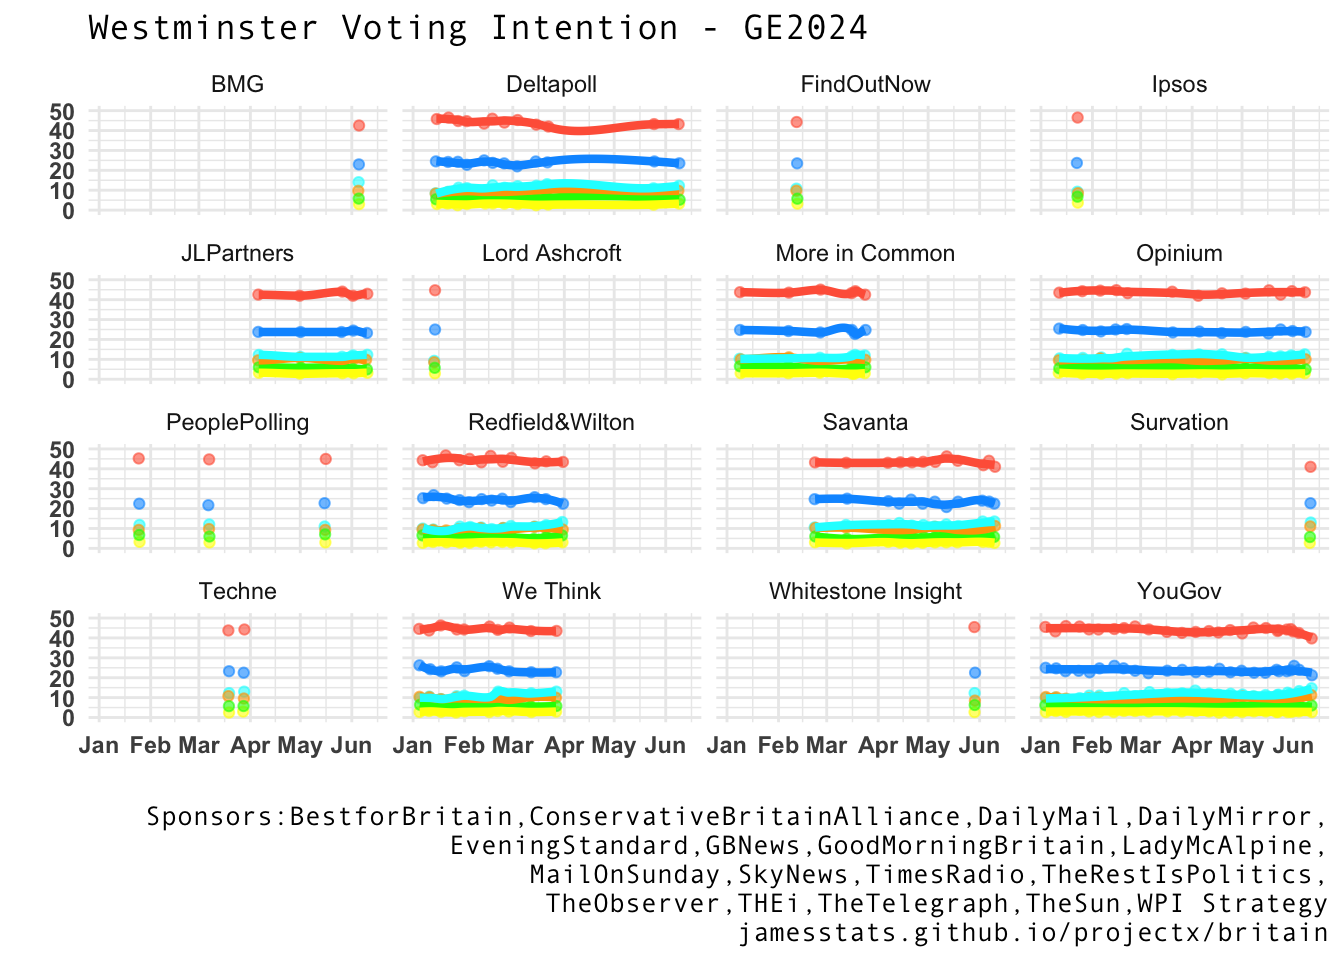 Westminster Voting Intention - GE2024
BMG Deltapoll FindOutNow Ipsos
50
40
30
20
10
0
JLPartners Lord Ashcroft More in Common Opinium
50
40
30
20
10
0
PeoplePolling Redfield&Wilton Savanta Survation
50
40
30
20
10
0
Techne We Think Whitestone Insight YouGov
50
40
30
20
10
0
Jan Feb Mar Apr May Jun Jan Feb Mar Apr May Jun Jan Feb Mar Apr May Jun Jan Feb Mar Apr May Jun
Sponsors:BestforBritain,ConservativeBritainAlliance,DailyMail,DailyMirror,
EveningStandard,GBNews,GoodMorningBritain,LadyMcAlpine,
MailOnSunday,SkyNews,TimesRadio,TheRestIsPolitics,
TheObserver,THEi,TheTelegraph,TheSun,WPI Strategy
jamesstats.github.io/projectx/britain